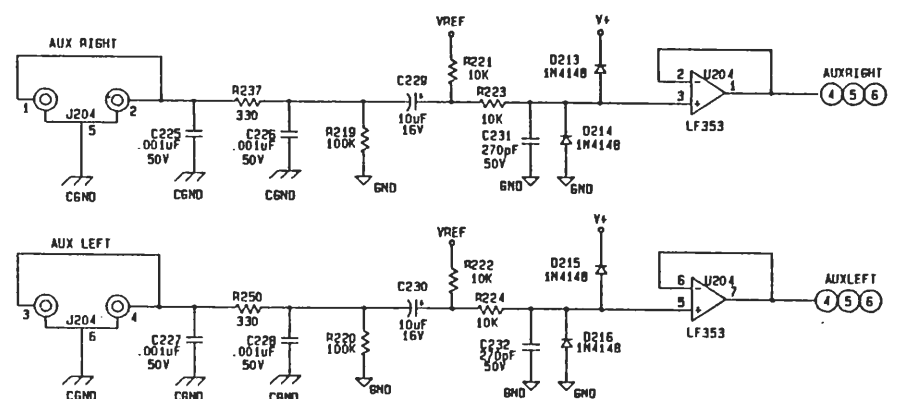 AUX RIGHT
1
J204
5
2
C225
.001uF
50V
CGND
CGND
R237
330
C226
.001uF
50V
CGND
R219
100K
GND
C229
10uF
16V
VREF
R221
10K
R223
10K
C231
270pF
50V
GND
D214
1N4148
GND
V+
D213
1N4148
2
3
U204
1
LF353
AUXRIGHT
4 5 6
AUX LEFT
3
J204
6
4
C227
.001uF
50V
CGND
CGND
R250
330
C228
.001uF
50V
CGND
R220
100K
GND
C230
10uF
16V
VREF
R222
10K
R224
10K
C232
270pF
50V
GND
D216
1N4148
GND
V+
D215
1N4148
6
5
U204
7
LF353
AUXLEFT
4 5 6